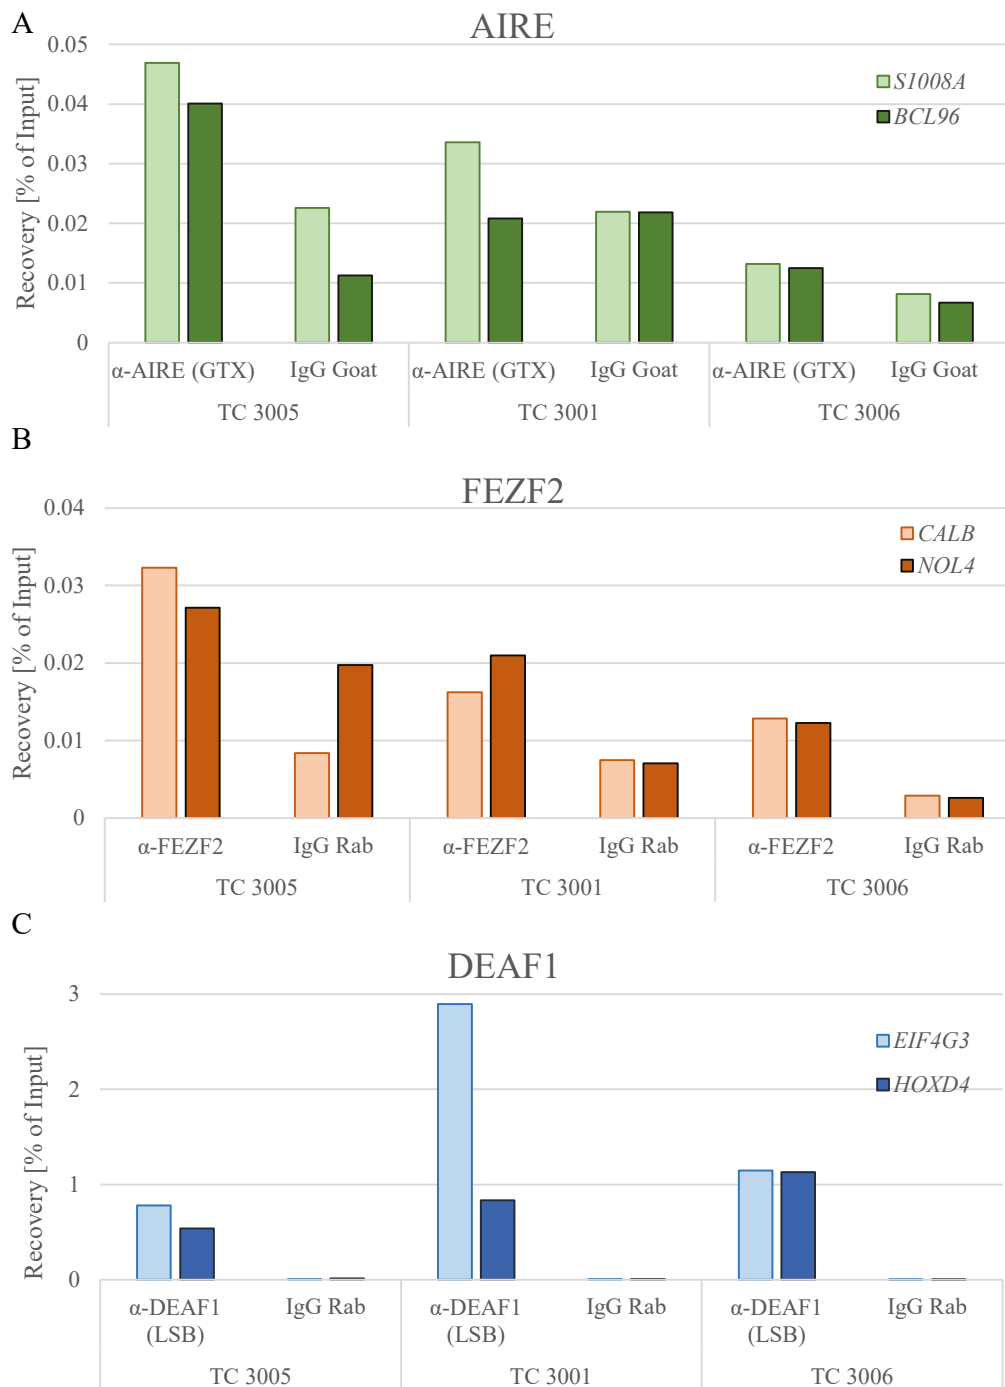 A
AIRE
0.05
0.04
0.03
0.02
0.01
0
Recovery [% of Input]
S1008A
BCL96
α-AIRE (GTX) IgG Goat α-AIRE (GTX) IgG Goat α-AIRE (GTX) IgG Goat
TC 3005 TC 3001 TC 3006
B
FEZF2
0.04
0.03
0.02
0.01
0
Recovery [% of Input]
CALB
NOL4
α-FEZF2 IgG Rab α-FEZF2 IgG Rab α-FEZF2 IgG Rab
TC 3005 TC 3001 TC 3006
C
DEAF1
3
2
1
0
Recovery [% of Input]
EIF4G3
HOXD4
α-DEAF1 IgG Rab α-DEAF1 IgG Rab α-DEAF1 IgG Rab
(LSB) (LSB) (LSB)
TC 3005 TC 3001 TC 3006